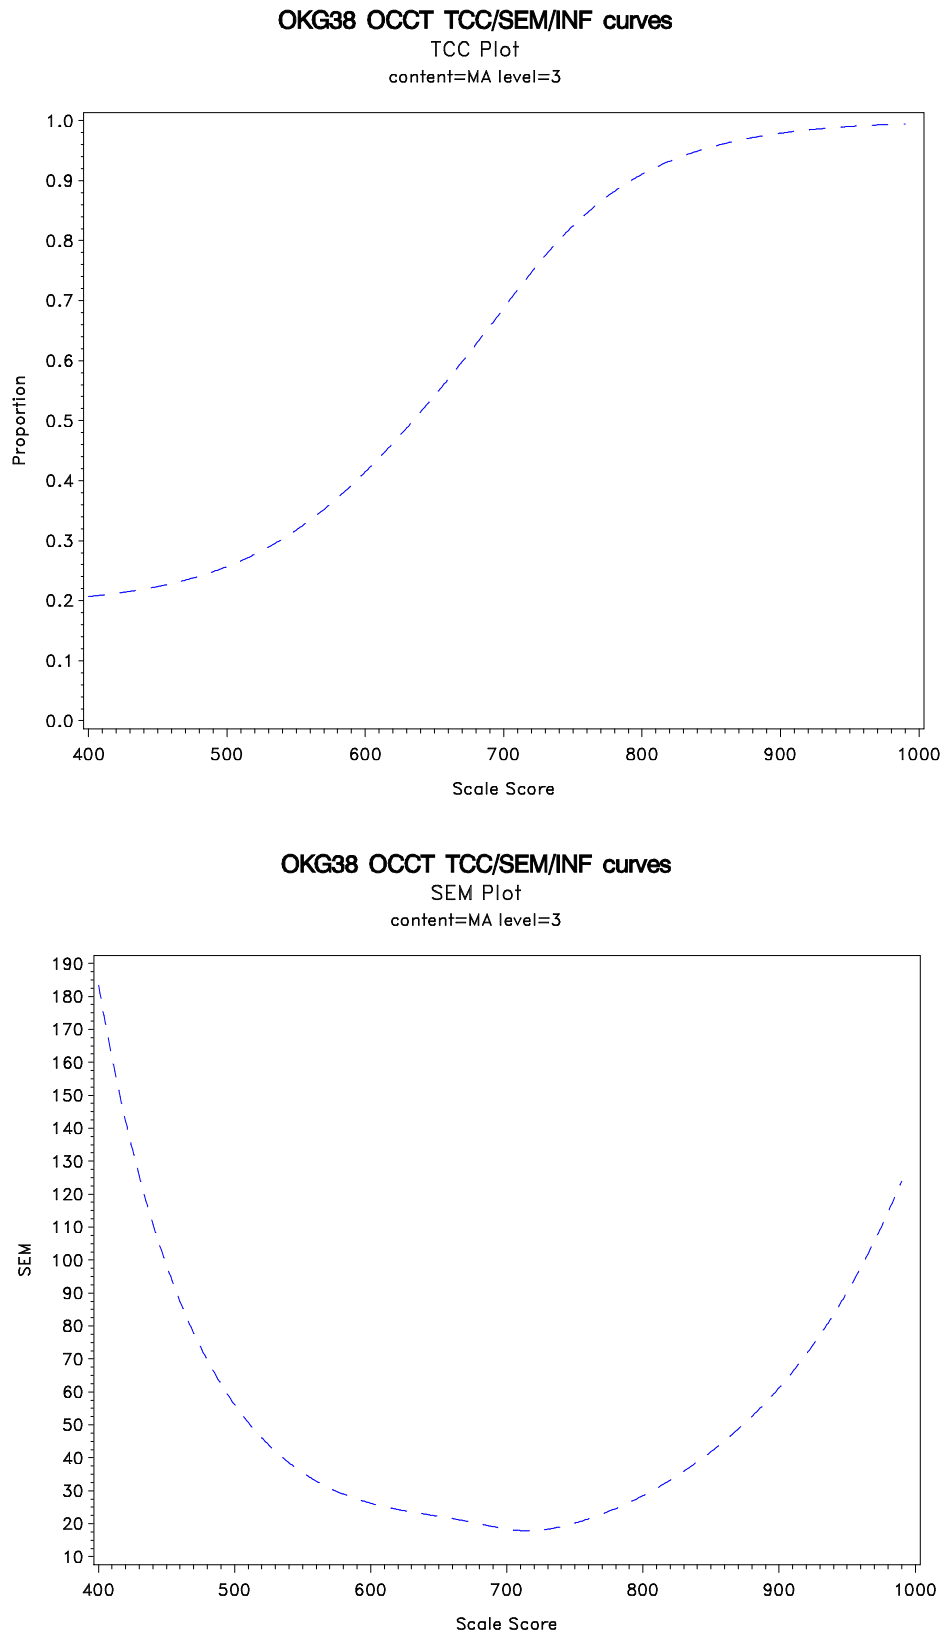 OKG38 OCCT TCC/SEM/INF curves
TCC Plot
content=MA level=3
1.0
0.9
0.8
0.7
0.6
0.5
0.4
0.3
0.2
0.1
0.0
Proportion
400 500 600 700 800 900 1000
Scale Score
OKG38 OCCT TCC/SEM/INF curves
SEM Plot
content=MA level=3
190
180
170
160
150
140
130
120
110
100
90
80
70
60
50
40
30
20
10
SEM
400 500 600 700 800 900 1000
Scale Score